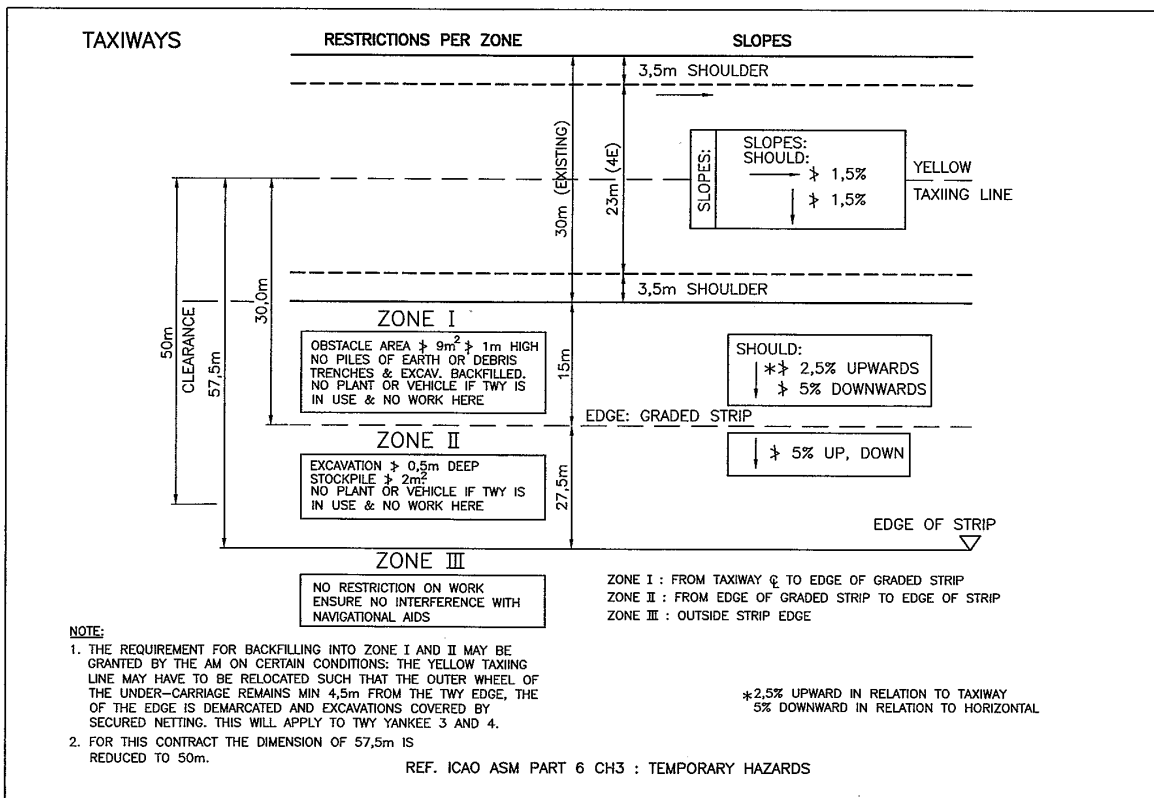 TAXIWAYS
RESTRICTIONS PER ZONE
SLOPES
3,5m SHOULDER
30m (EXISTING)
23m (4E)
SLOPES:
SLOPES:
SHOULD:
≯ 1,5%
≯ 1,5%
YELLOW
TAXIING LINE
3,5m SHOULDER
50m
CLEARANCE
57,5m
30,0m
15m
27,5m
ZONE I
OBSTACLE AREA ≯ 9m² ≯ 1m HIGH
NO PILES OF EARTH OR DEBRIS
TRENCHES & EXCAV. BACKFILLED.
NO PLANT OR VEHICLE IF TWY IS
IN USE & NO WORK HERE
SHOULD:
*≯ 2,5% UPWARDS
≯ 5% DOWNWARDS
EDGE: GRADED STRIP
ZONE II
EXCAVATION ≯ 0,5m DEEP
STOCKPILE ≯ 2m²
NO PLANT OR VEHICLE IF TWY IS
IN USE & NO WORK HERE
≯ 5% UP, DOWN
EDGE OF STRIP
ZONE III
NO RESTRICTION ON WORK
ENSURE NO INTERFERENCE WITH
NAVIGATIONAL AIDS
ZONE I : FROM TAXIWAY ℄ TO EDGE OF GRADED STRIP
ZONE II : FROM EDGE OF GRADED STRIP TO EDGE OF STRIP
ZONE III : OUTSIDE STRIP EDGE
NOTE:
1. THE REQUIREMENT FOR BACKFILLING INTO ZONE I AND II MAY BE
GRANTED BY THE AM ON CERTAIN CONDITIONS: THE YELLOW TAXIING
LINE MAY HAVE TO BE RELOCATED SUCH THAT THE OUTER WHEEL OF
THE UNDER-CARRIAGE REMAINS MIN 4,5m FROM THE TWY EDGE, THE
OF THE EDGE IS DEMARCATED AND EXCAVATIONS COVERED BY
SECURED NETTING. THIS WILL APPLY TO TWY YANKEE 3 AND 4.
2. FOR THIS CONTRACT THE DIMENSION OF 57,5m IS
REDUCED TO 50m.
*2,5% UPWARD IN RELATION TO TAXIWAY
5% DOWNWARD IN RELATION TO HORIZONTAL
REF. ICAO ASM PART 6 CH3 : TEMPORARY HAZARDS